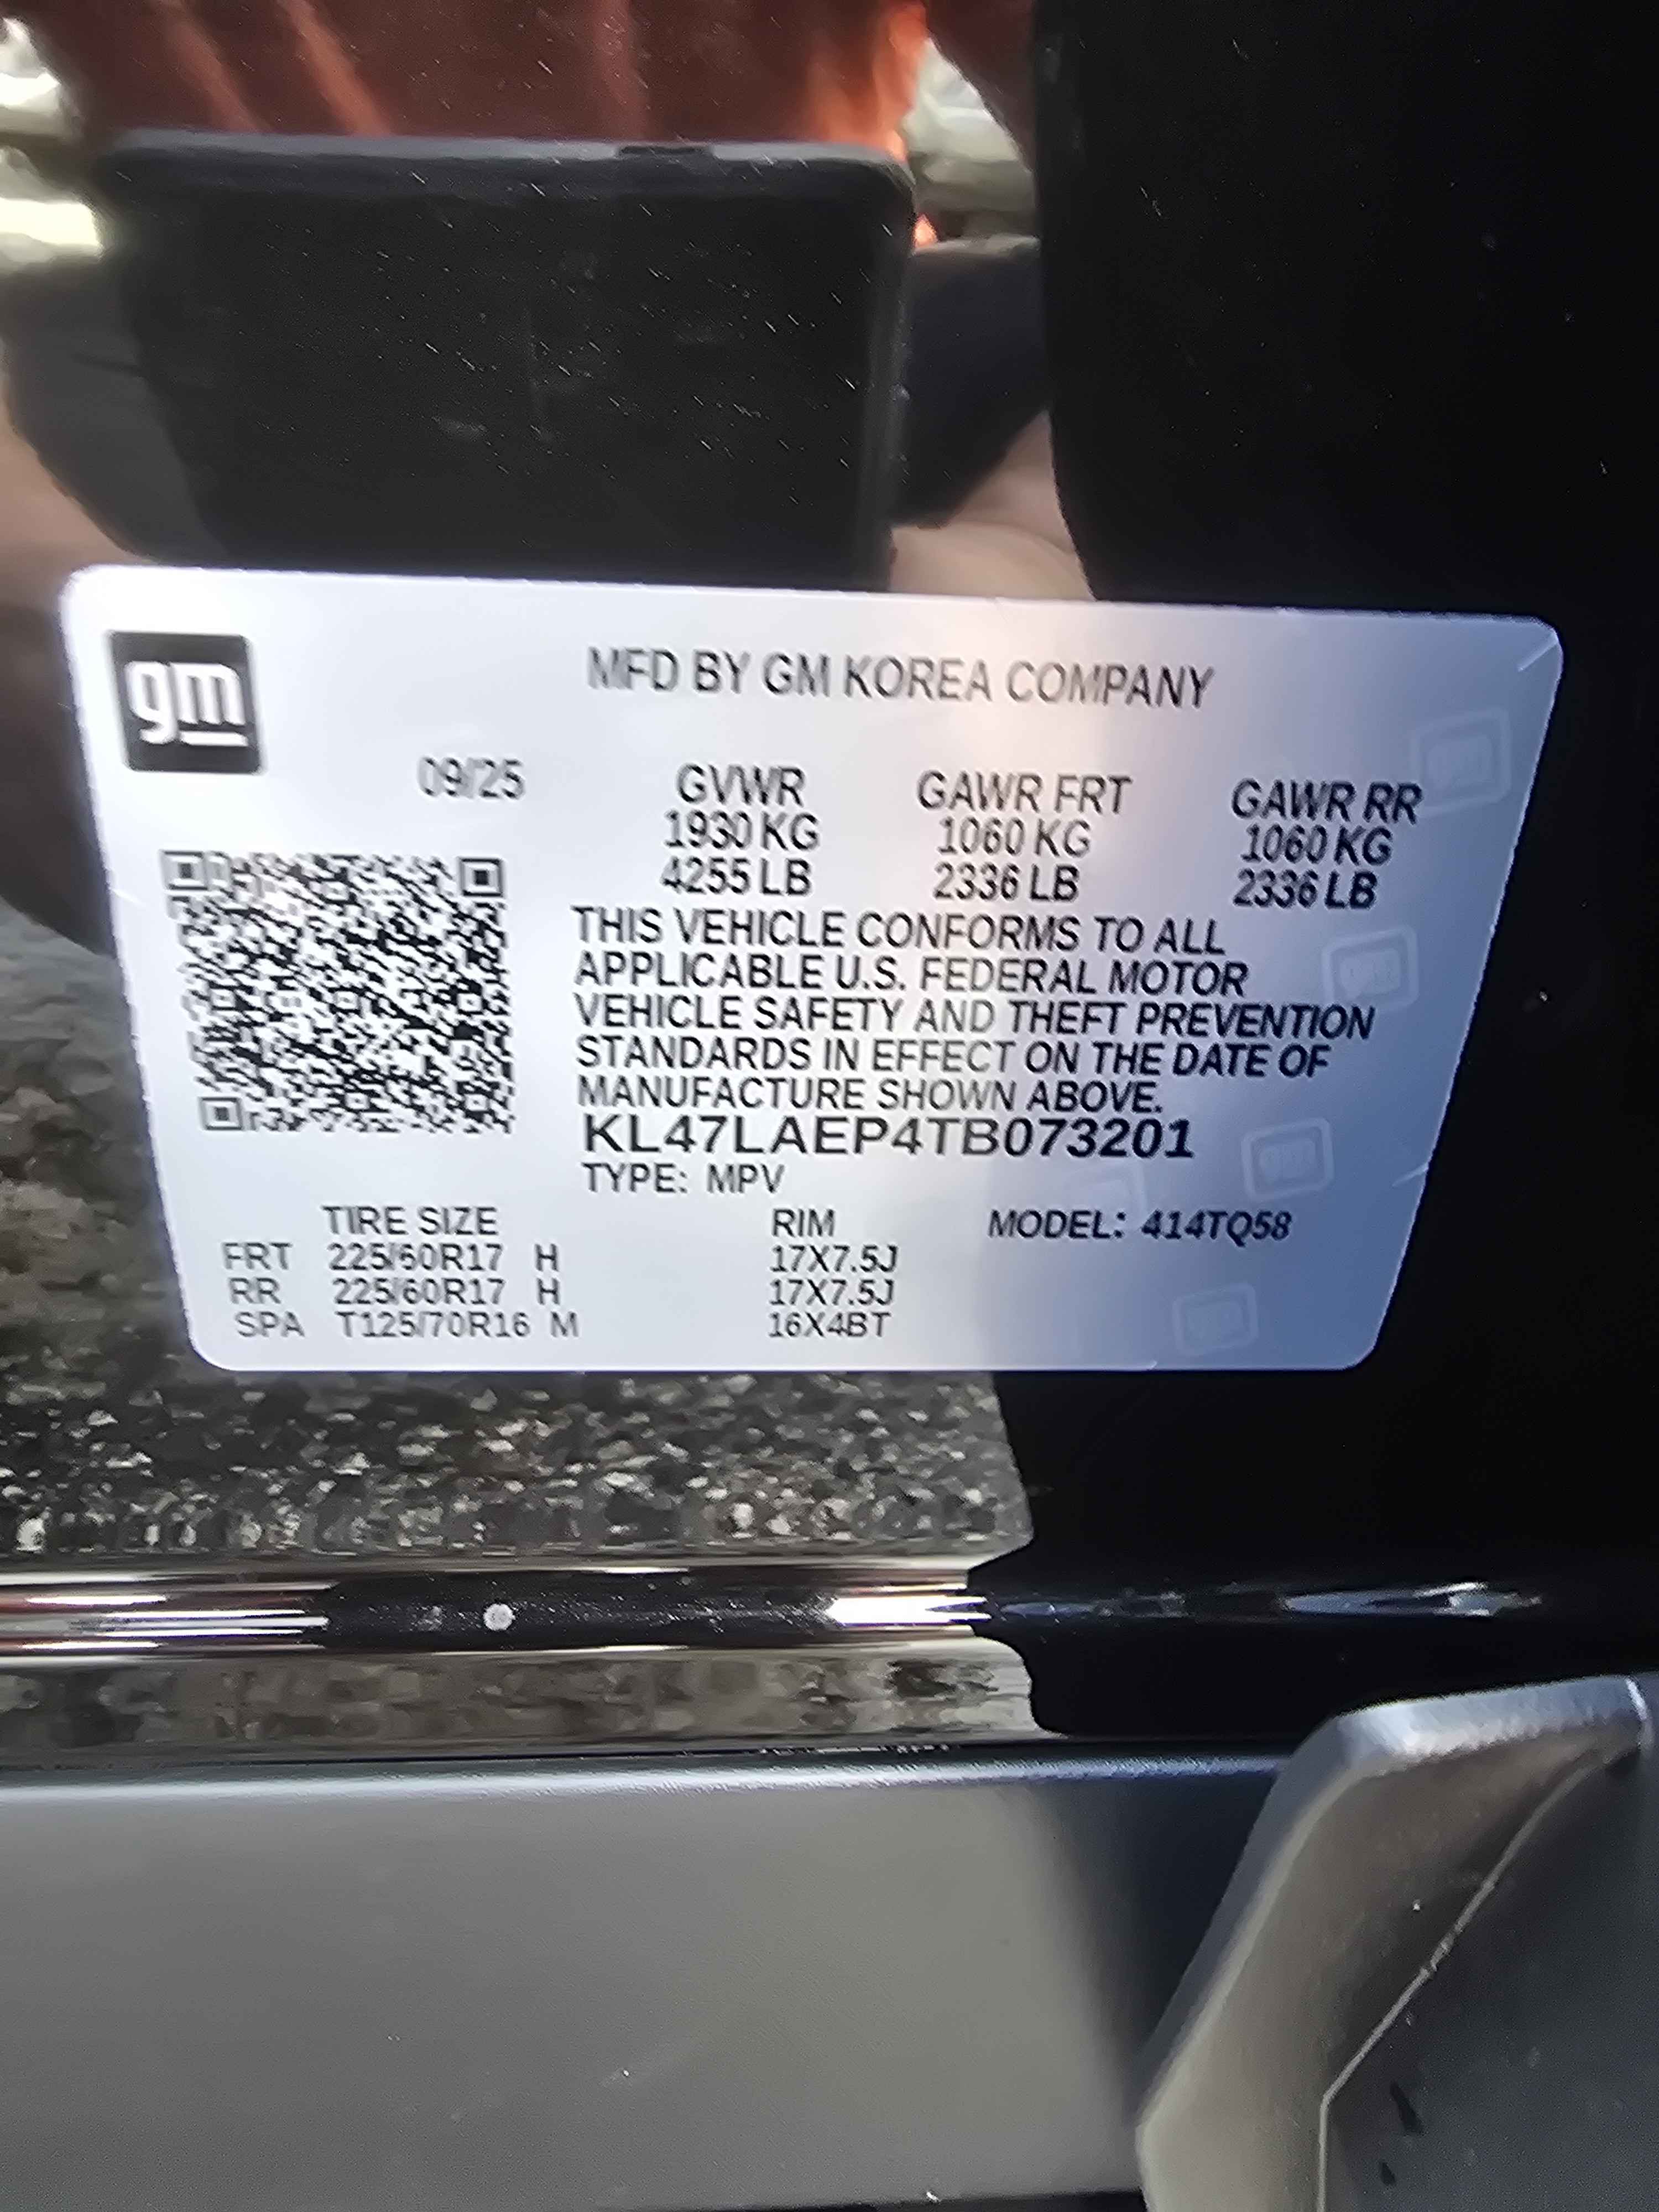 gm
MFD BY GM KOREA COMPANY
09/25 GVWR GAWR FRT GAWR RR
1930 KG 1060 KG 1060 KG
4255 LB 2336 LB 2336 LB
THIS VEHICLE CONFORMS TO ALL
APPLICABLE U.S. FEDERAL MOTOR
VEHICLE SAFETY AND THEFT PREVENTION
STANDARDS IN EFFECT ON THE DATE OF
MANUFACTURE SHOWN ABOVE.
KL47LAEP4TB073201
TYPE: MPV
TIRE SIZE RIM MODEL: 414TQ58
FRT 225/60R17 H 17X7.5J
RR 225/60R17 H 17X7.5J
SPA T125/70R16 M 16X4BT